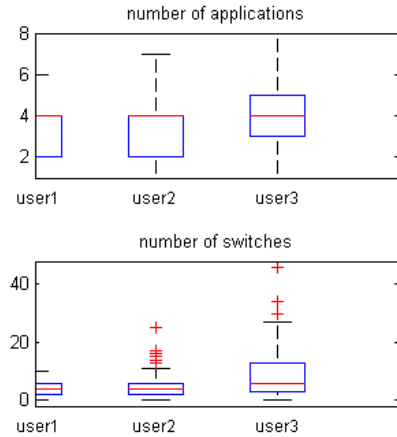 number of applications
8
6
4
2
user1 user2 user3
number of switches
40
20
0
user1 user2 user3